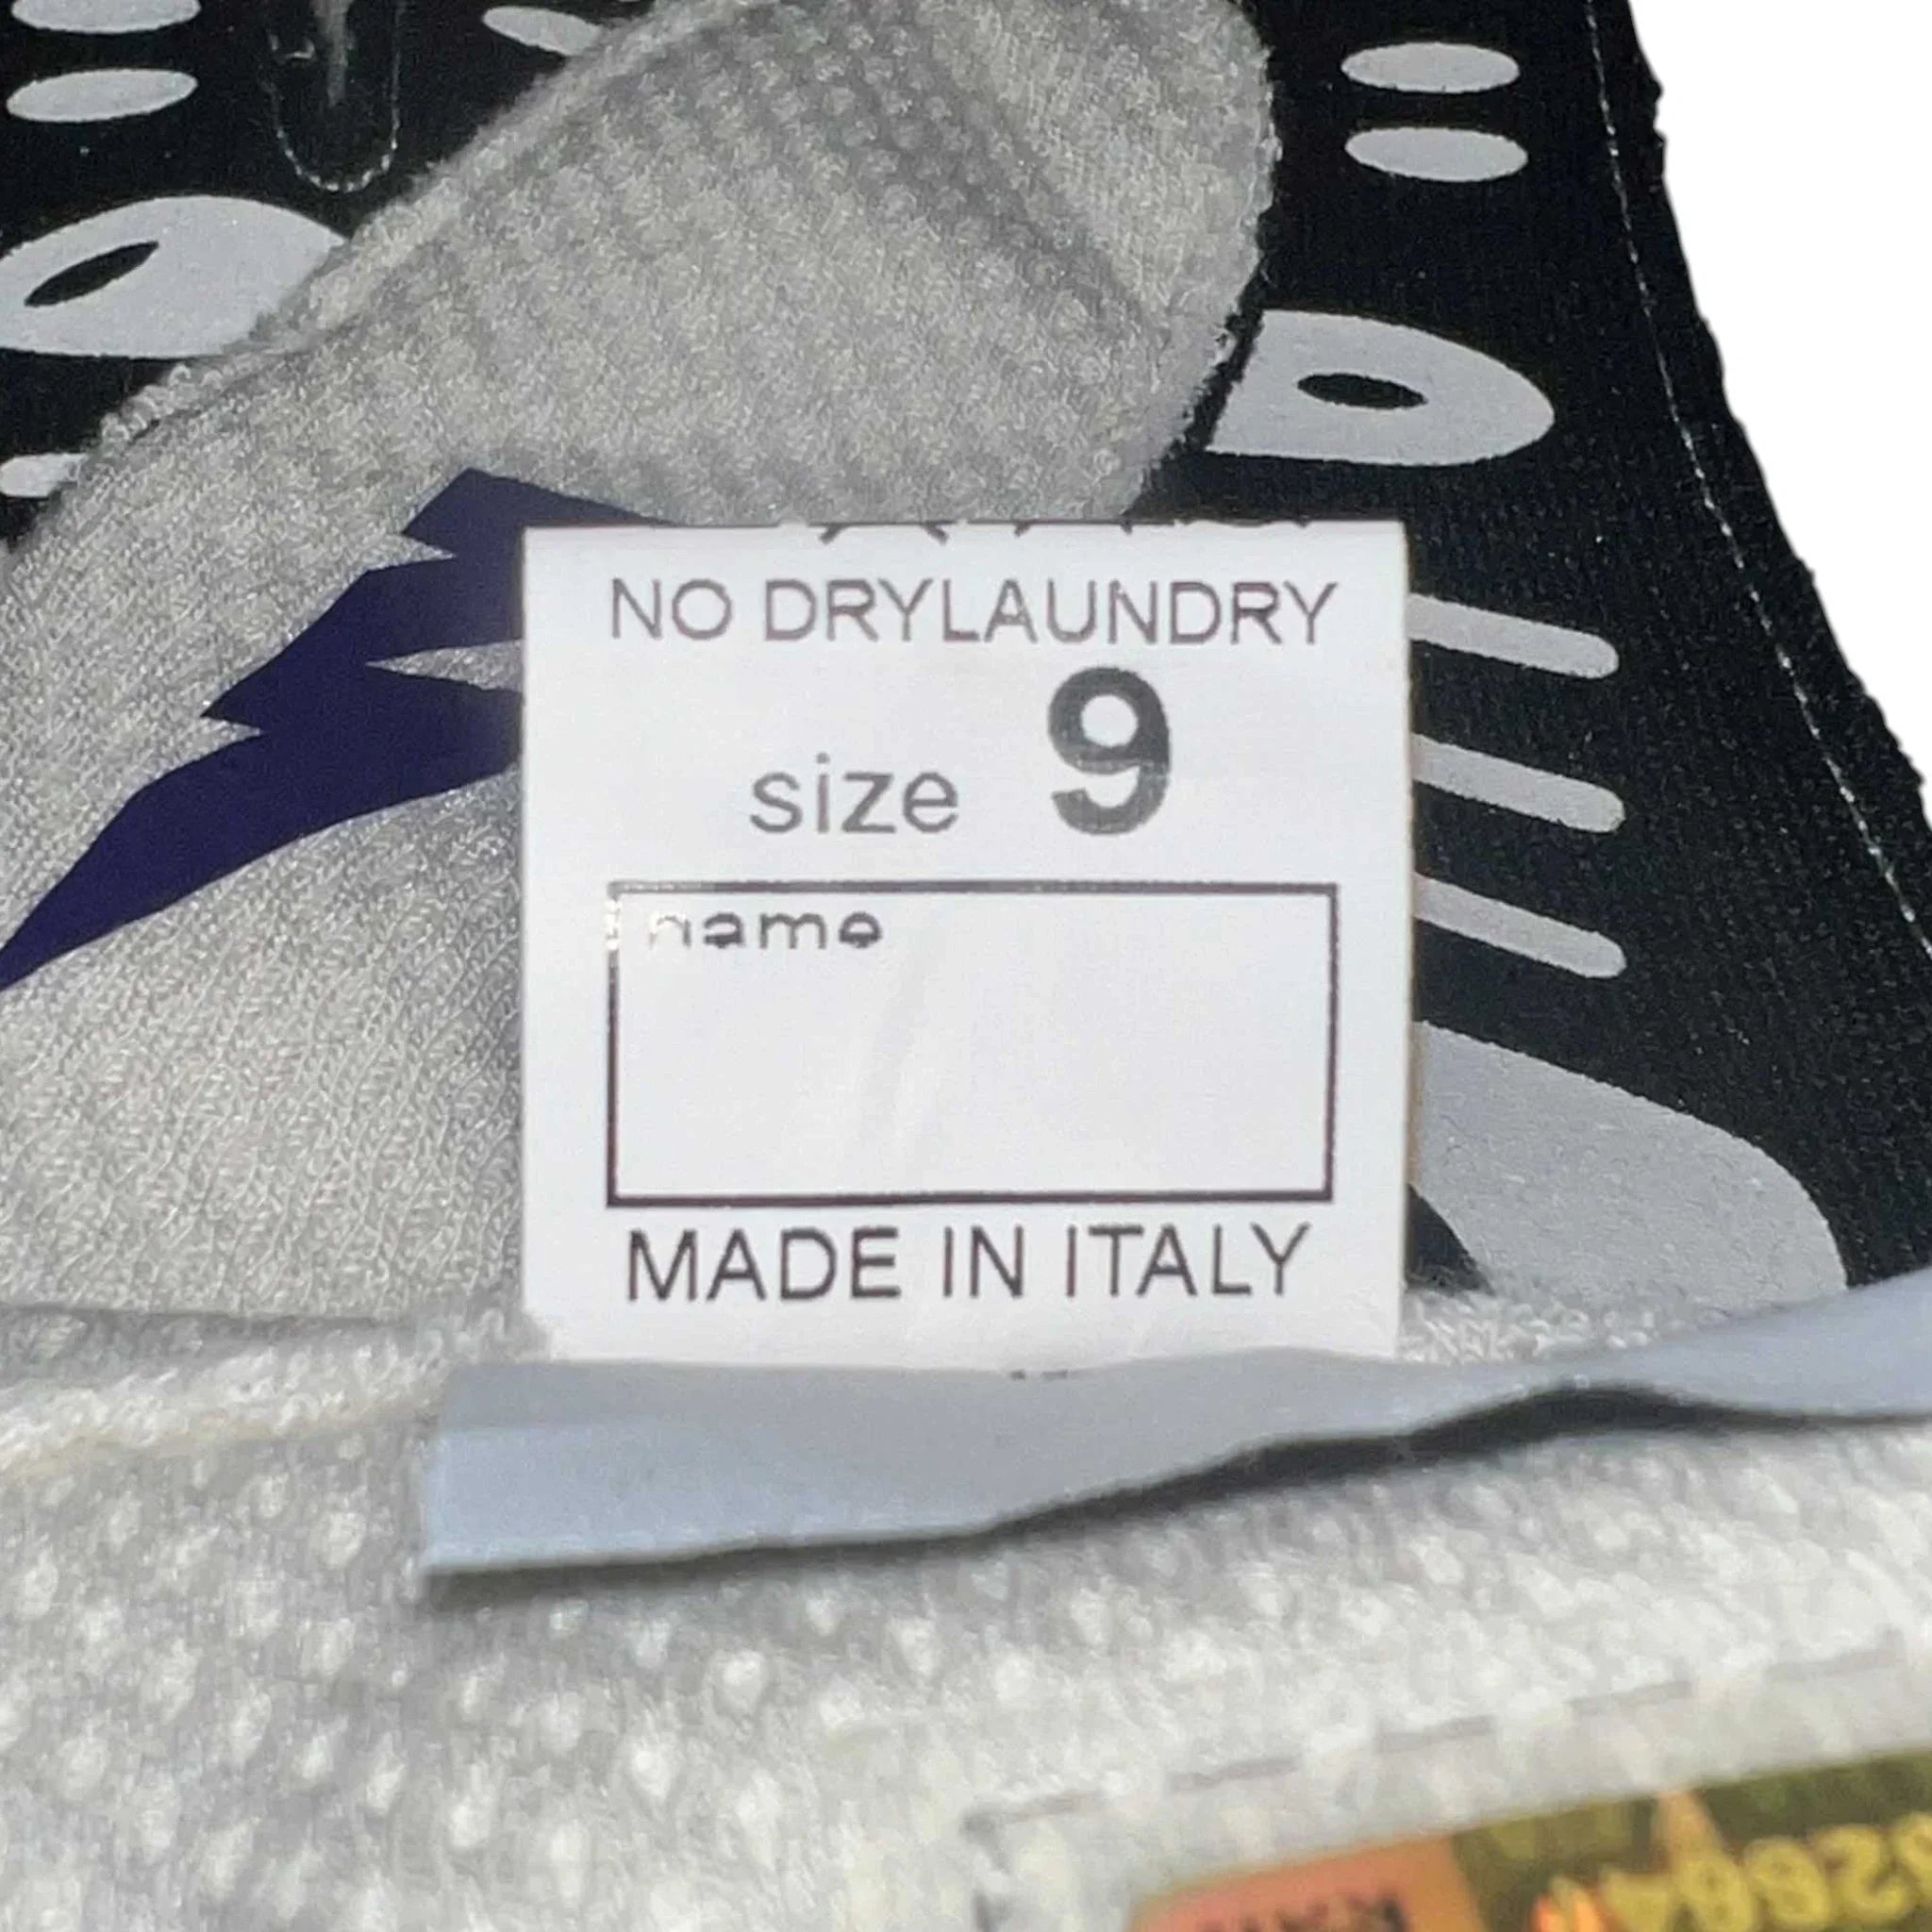 NO DRYLAUNDRY
size 9
name
MADE IN ITALY